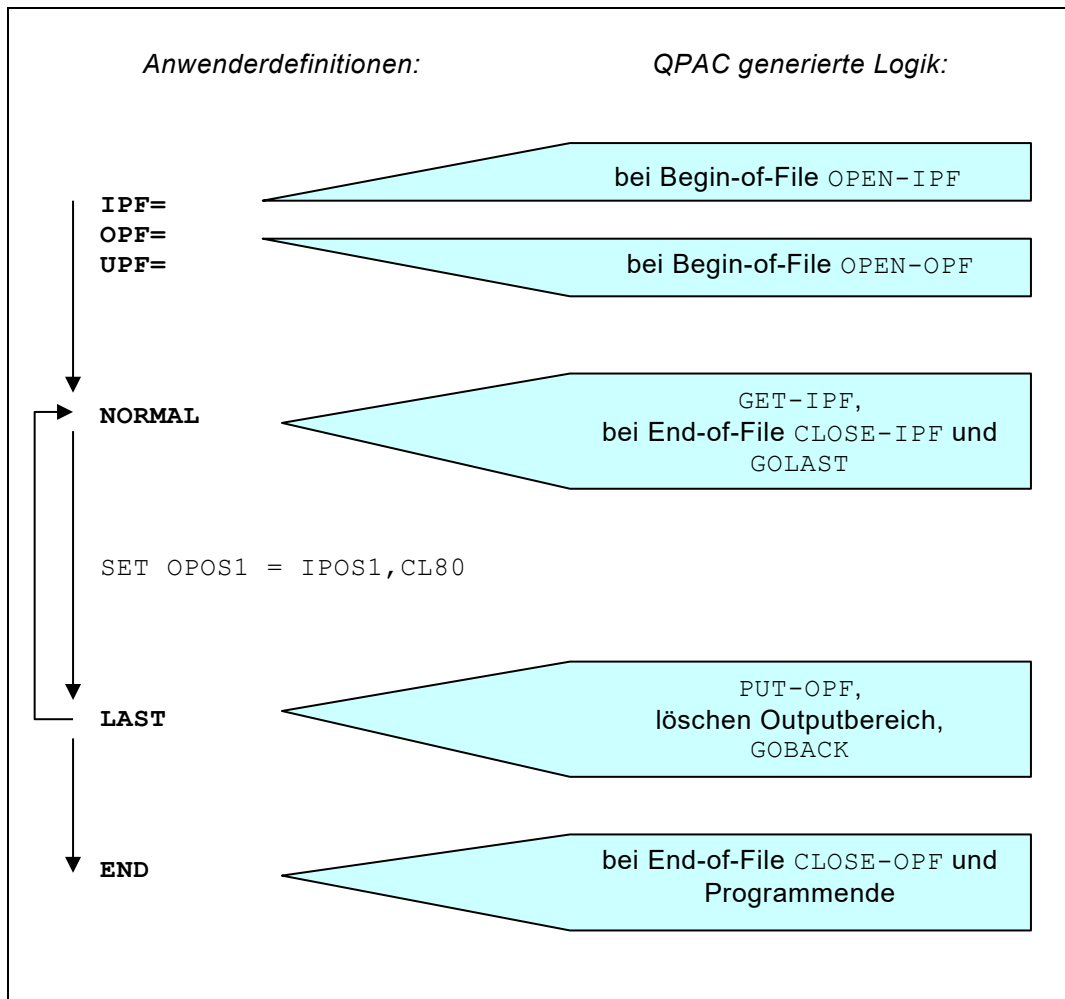 Anwenderdefinitionen:
QPAC generierte Logik:
bei Begin-of-File OPEN-IPF
IPF=
OPF=
UPF=
bei Begin-of-File OPEN-OPF
NORMAL
GET-IPF,
bei End-of-File CLOSE-IPF und
GOLAST
SET OPOS1 = IPOS1,CL80
LAST
PUT-OPF,
löschen Outputbereich,
GOBACK
END
bei End-of-File CLOSE-OPF und
Programmende